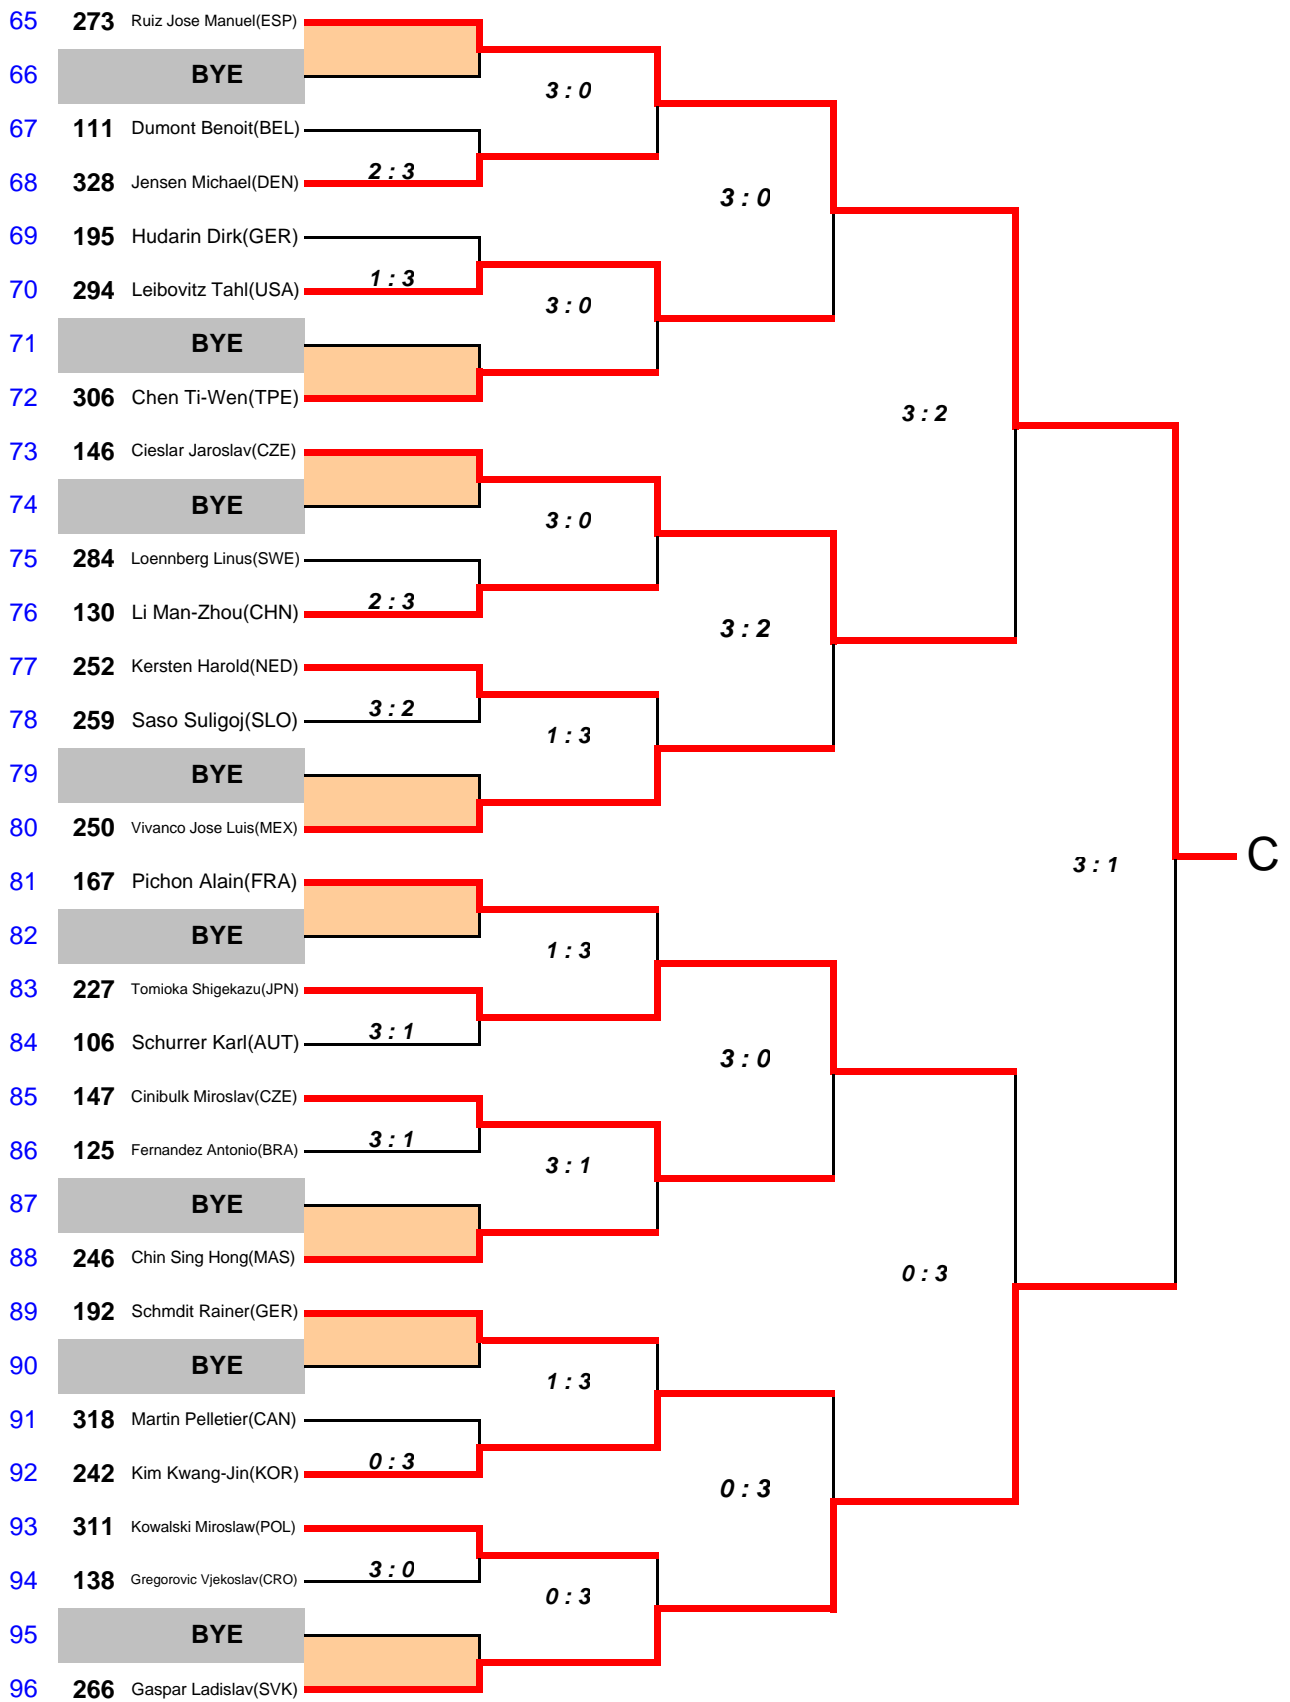 65 273 Ruiz Jose Manuel(ESP)
66 BYE
3 : 0
67 111 Dumont Benoit(BEL)
2 : 3
68 328 Jensen Michael(DEN)
3 : 0
69 195 Hudarin Dirk(GER)
1 : 3
70 294 Leibovitz Tahl(USA)
3 : 0
71 BYE
72 306 Chen Ti-Wen(TPE)
3 : 2
73 146 Cieslar Jaroslav(CZE)
74 BYE
3 : 0
75 284 Loennberg Linus(SWE)
2 : 3
76 130 Li Man-Zhou(CHN)
3 : 2
77 252 Kersten Harold(NED)
3 : 2
78 259 Saso Suligoj(SLO)
1 : 3
79 BYE
80 250 Vivanco Jose Luis(MEX)
3 : 1
C
81 167 Pichon Alain(FRA)
82 BYE
1 : 3
83 227 Tomioka Shigekazu(JPN)
3 : 1
84 106 Schurrer Karl(AUT)
3 : 0
85 147 Cinibulk Miroslav(CZE)
3 : 1
86 125 Fernandez Antonio(BRA)
3 : 1
87 BYE
88 246 Chin Sing Hong(MAS)
0 : 3
89 192 Schmdit Rainer(GER)
90 BYE
1 : 3
91 318 Martin Pelletier(CAN)
0 : 3
92 242 Kim Kwang-Jin(KOR)
0 : 3
93 311 Kowalski Miroslaw(POL)
3 : 0
94 138 Gregorovic Vjekoslav(CRO)
0 : 3
95 BYE
96 266 Gaspar Ladislav(SVK)